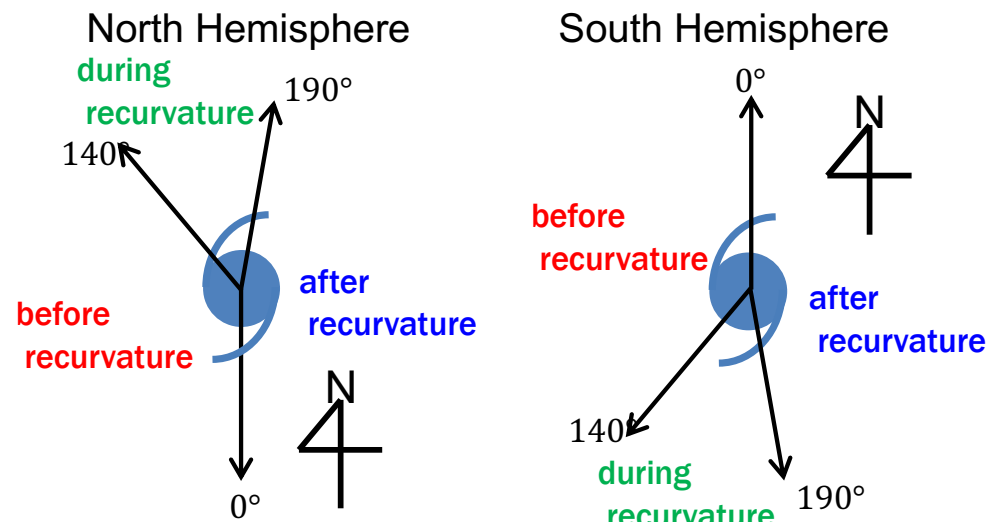 North Hemisphere
during
recurvature
190°
140°
before
recurvature
after
recurvature
N
0°
South Hemisphere
0°
N
before
recurvature
after
recurvature
140°
during
recurvature
190°